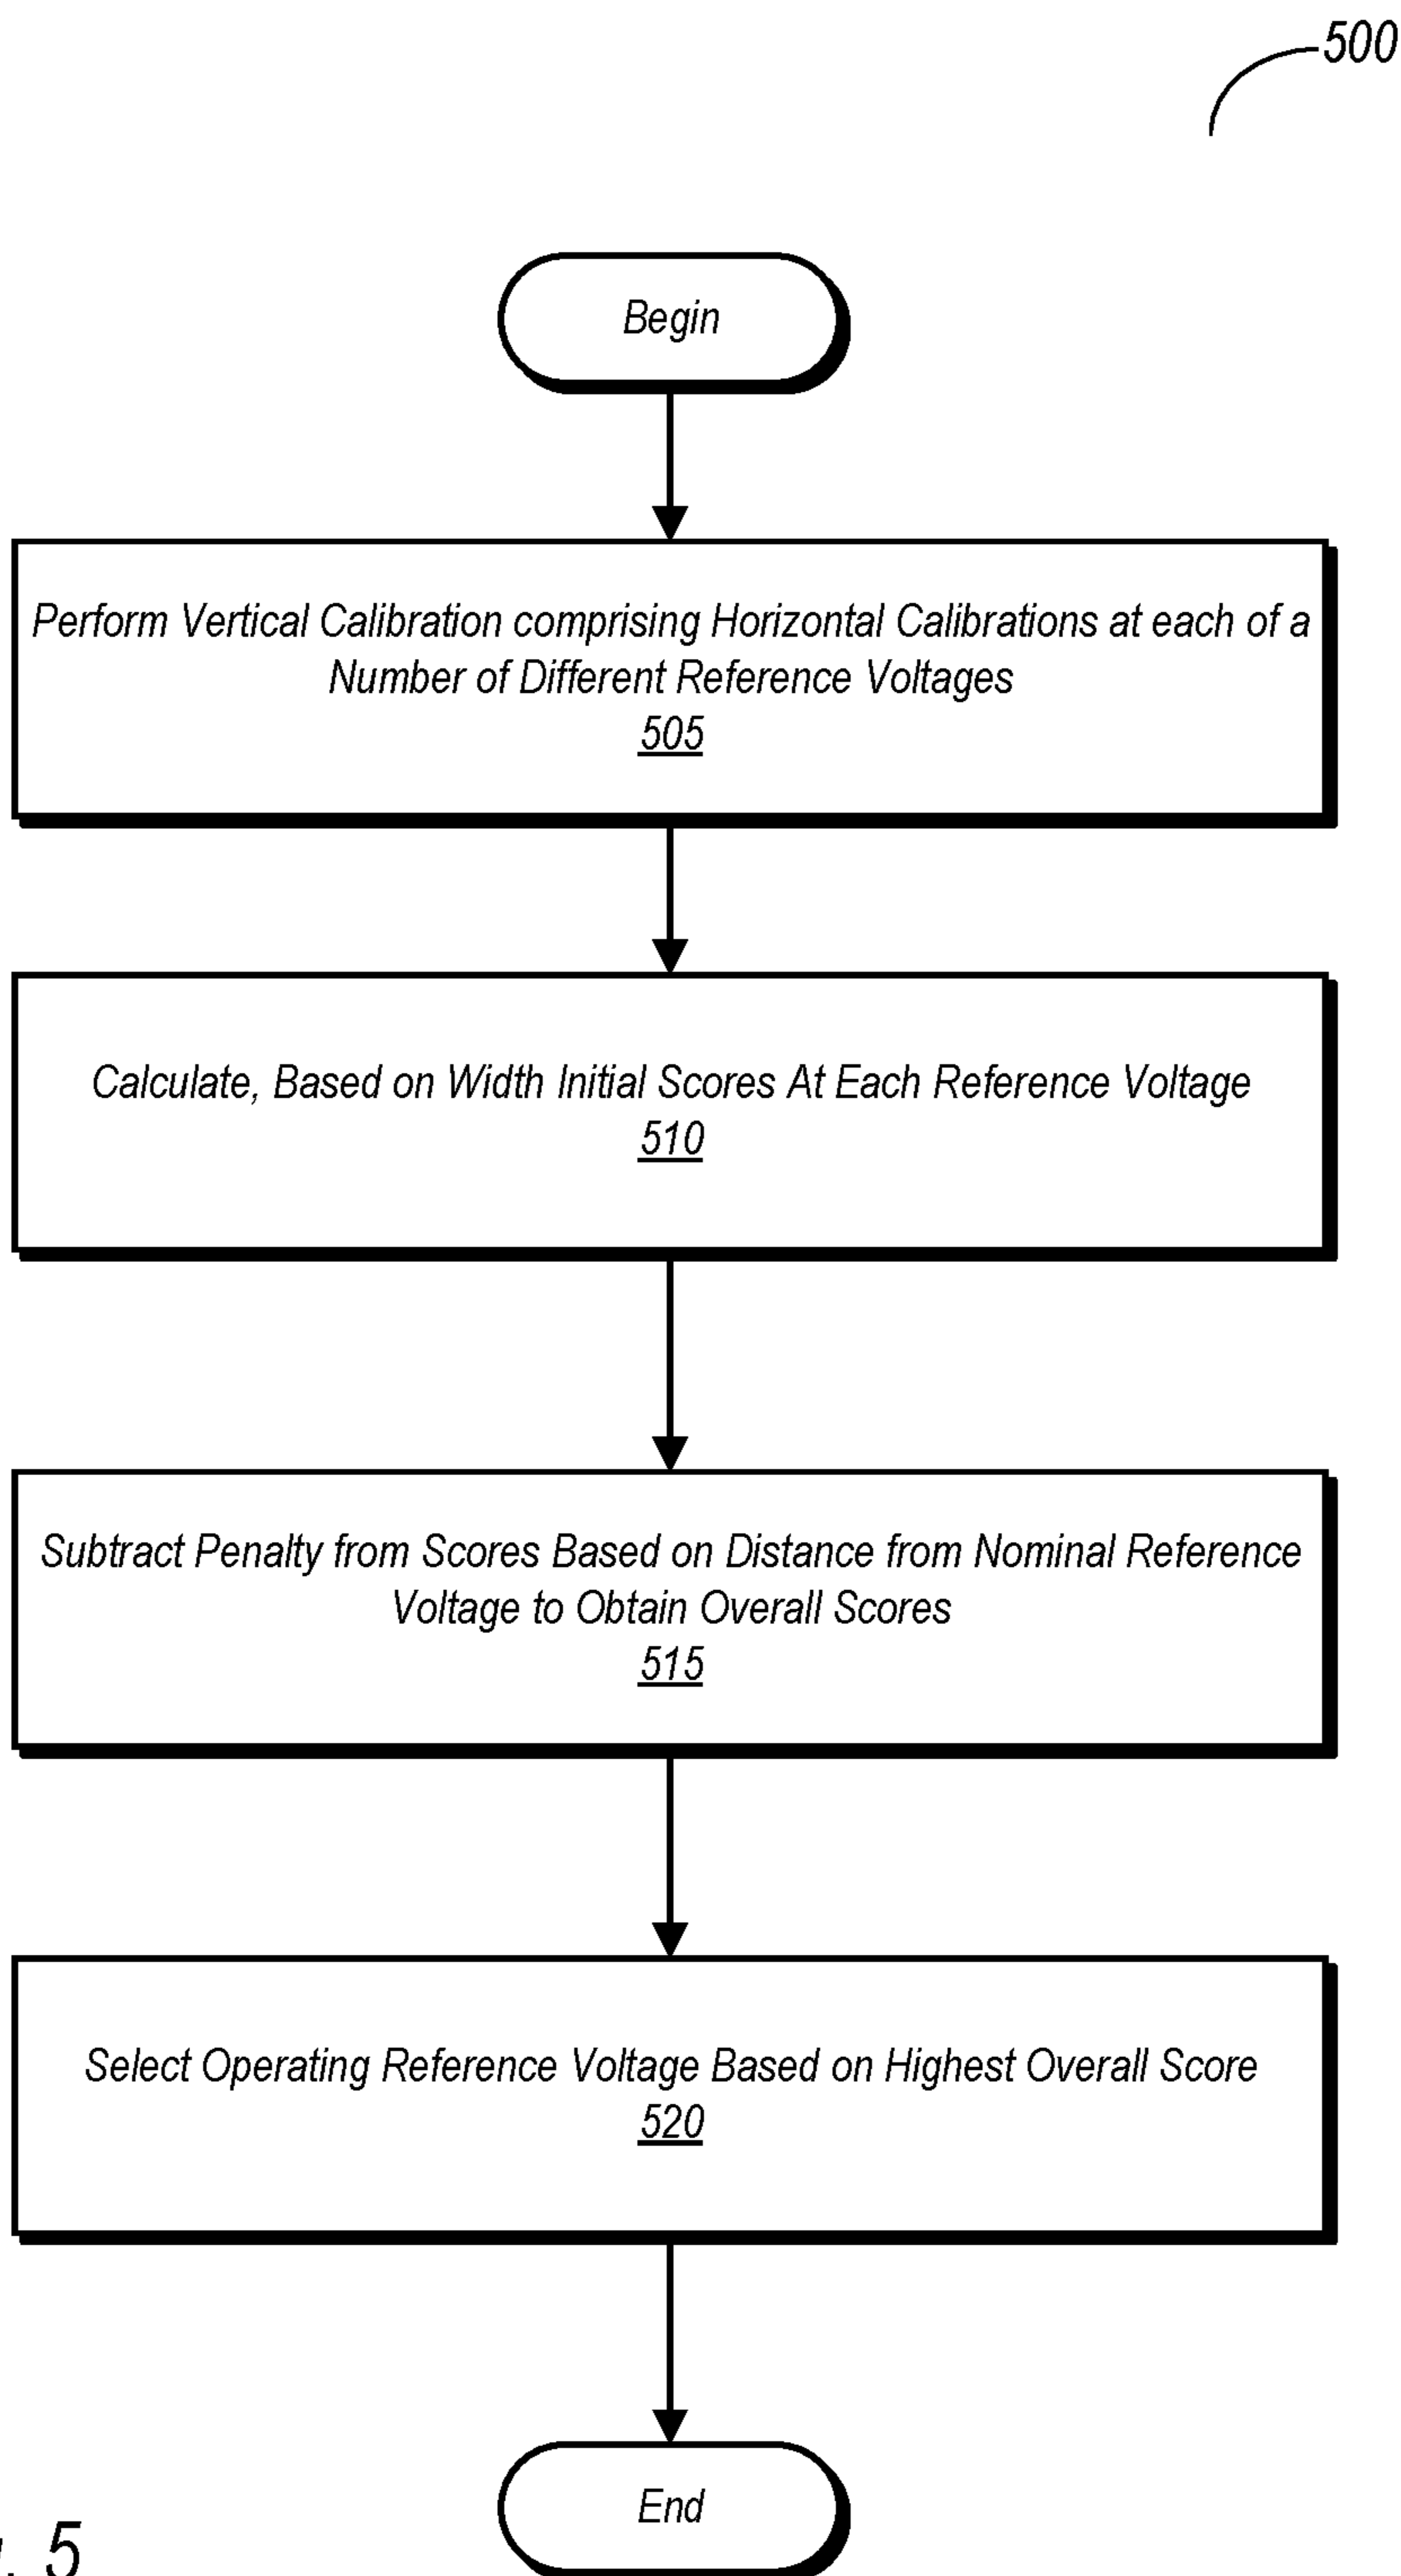 500
Begin
Perform Vertical Calibration comprising Horizontal Calibrations at each of a
Number of Different Reference Voltages
505
Calculate, Based on Width Initial Scores At Each Reference Voltage
510
Subtract Penalty from Scores Based on Distance from Nominal Reference
Voltage to Obtain Overall Scores
515
Select Operating Reference Voltage Based on Highest Overall Score
520
End
. 5